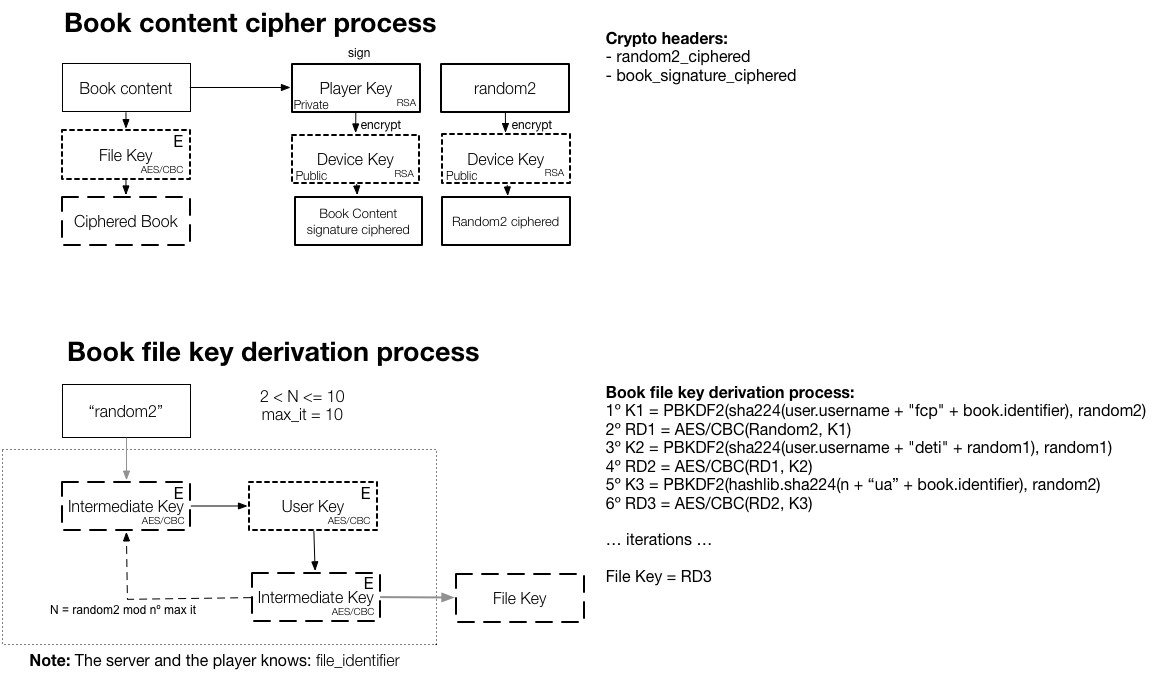 Book content cipher process
Crypto headers:
- random2_ciphered
- book_signature_ciphered
sign
Book content
Player Key
Private
RSA
random2
encrypt
encrypt
E
File Key
AES/CBC
Device Key
Public
RSA
Device Key
Public
RSA
Ciphered Book
Book Content
signature ciphered
Random2 ciphered
Book file key derivation process
“random2”
2 < N <= 10
max_it = 10
E
Intermediate Key
AES/CBC
E
User Key
AES/CBC
E
Intermediate Key
AES/CBC
File Key
N = random2 mod nº max it
Note: The server and the player knows: file_identifier
Book file key derivation process:
1º K1 = PBKDF2(sha224(user.username + "fcp" + book.identifier), random2)
2º RD1 = AES/CBC(Random2, K1)
3º K2 = PBKDF2(sha224(user.username + "deti" + random1), random1)
4º RD2 = AES/CBC(RD1, K2)
5º K3 = PBKDF2(hashlib.sha224(n + “ua” + book.identifier), random2)
6º RD3 = AES/CBC(RD2, K3)
… iterations …
File Key = RD3